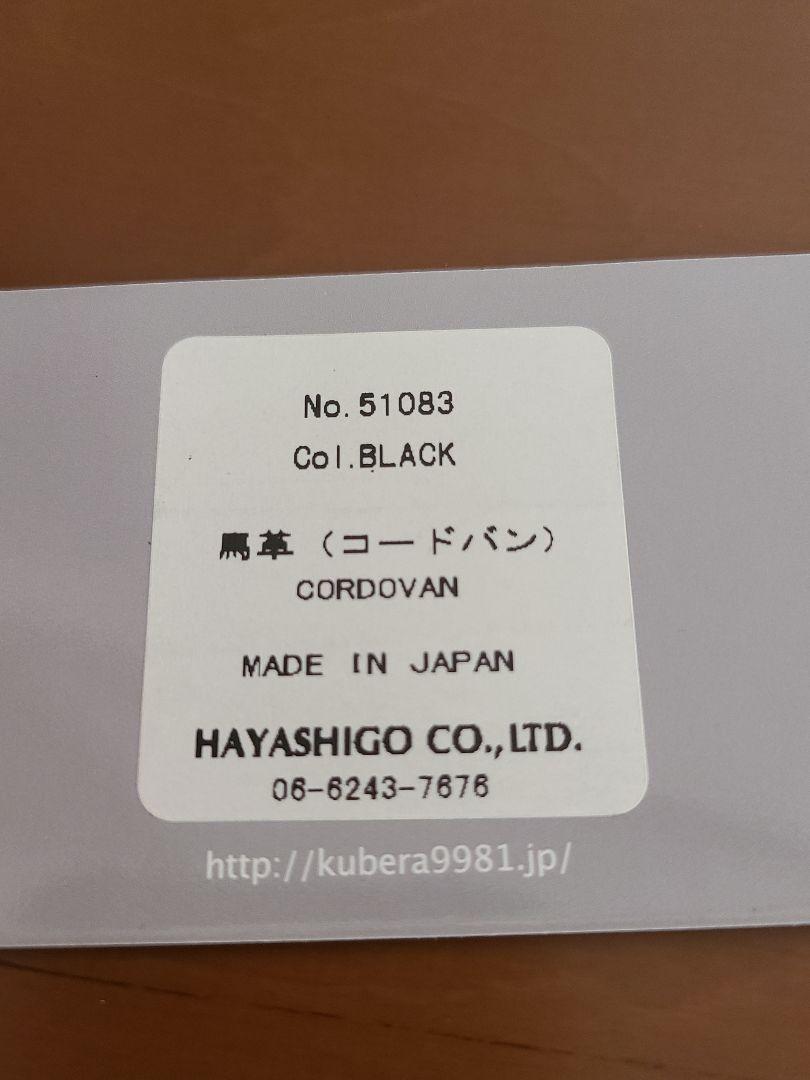 No.51083
Col.BLACK
馬革（コードバン）
CORDOVAN
MADE IN JAPAN
HAYASHIGO CO.,LTD.
06-6243-7676
http://kubera9981.jp/